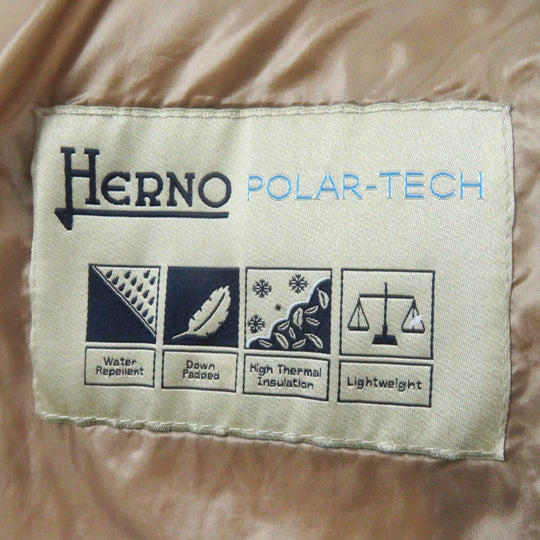 HERNO POLAR-TECH
Water
Repellent
Down
Padded
High Thermal
Insulation
Lightweight